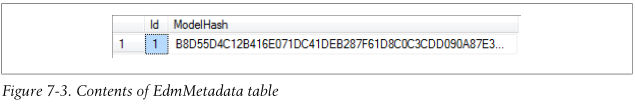 Id ModelHash
1 1 B8D55D4C12B416E071DC41DEB287F61D8C0C3CDD090A87E3...
Figure 7-3. Contents of EdmMetadata table